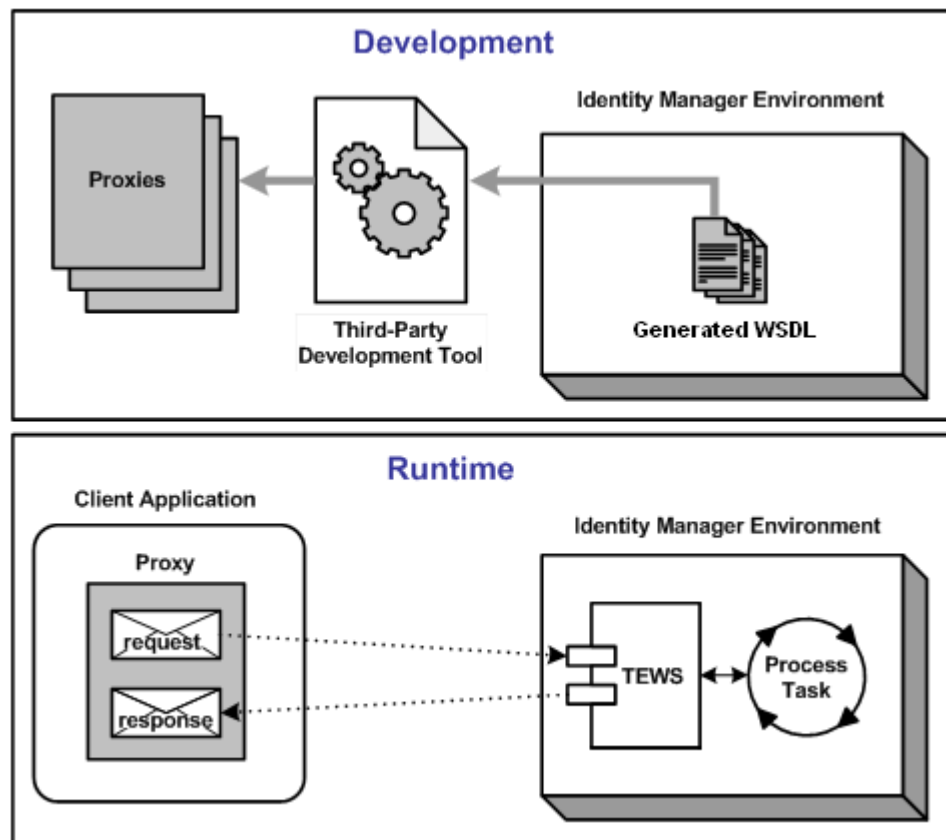 Development
Identity Manager Environment
Proxies
Generated WSDL
Third-Party
Development Tool
Runtime
Client Application
Identity Manager Environment
Proxy
request
response
TEWS
Process
Task